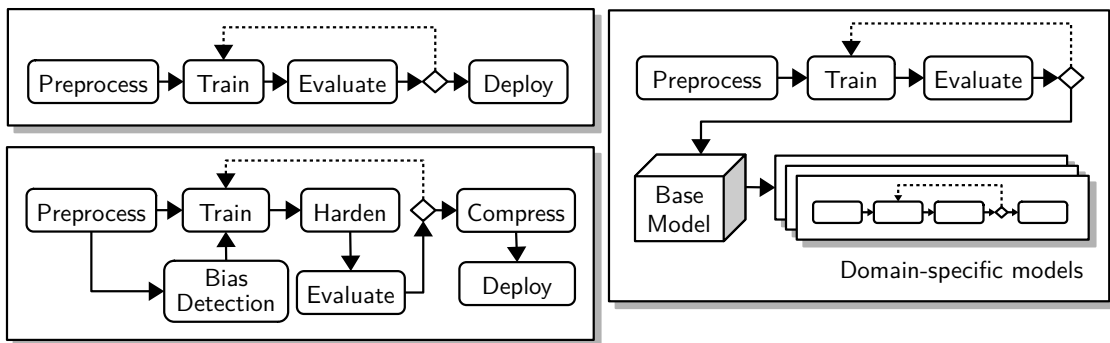 Preprocess
Train
Evaluate
Deploy
Preprocess
Train
Harden
Compress
Bias
Detection
Evaluate
Deploy
Preprocess
Train
Evaluate
Base
Model
Domain-specific models